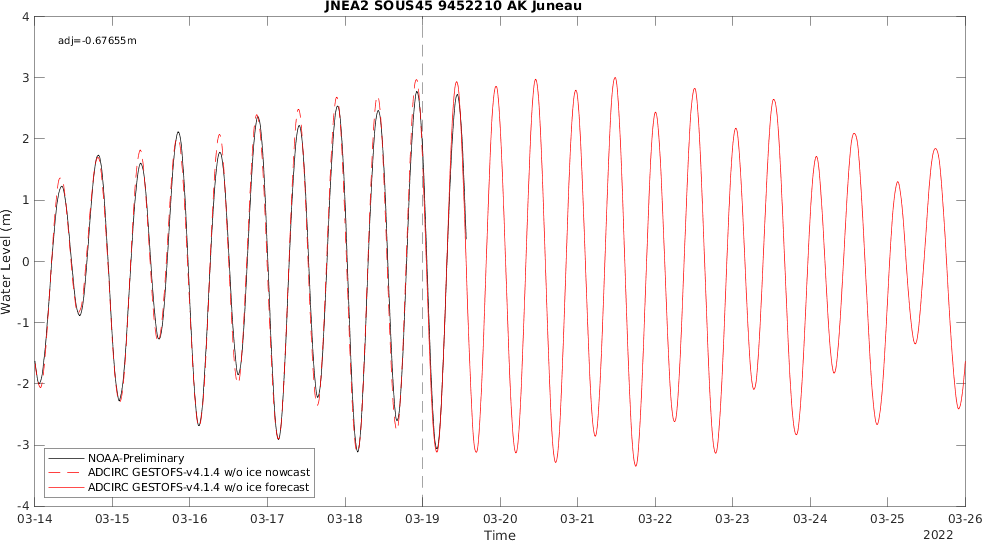 JNEA2 SOUS45 9452210 AK Juneau
adj=-0.67655m
4
3
2
1
0
-1
-2
-3
-4
Water Level (m)
NOAA-Preliminary
ADCIRC GESTOFS-v4.1.4 w/o ice nowcast
ADCIRC GESTOFS-v4.1.4 w/o ice forecast
03-14 03-15 03-16 03-17 03-18 03-19 03-20 03-21 03-22 03-23 03-24 03-25 03-26
Time
2022